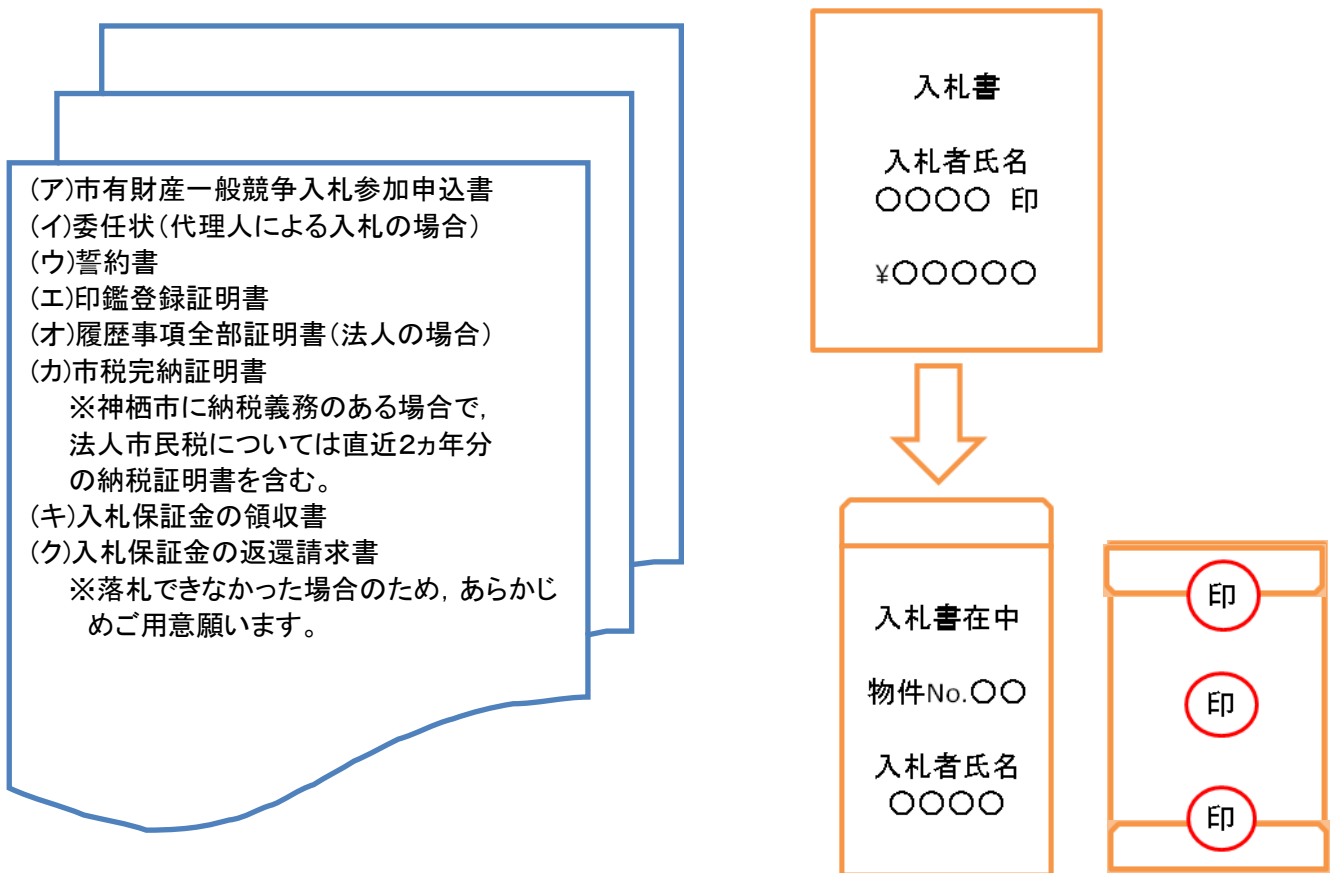 (ア)市有財産一般競争入札参加申込書
(イ)委任状(代理人による入札の場合)
(ウ)誓約書
(エ)印鑑登録証明書
(オ)履歴事項全部証明書(法人の場合)
(カ)市税完納証明書
※神栖市に納税義務のある場合で,
法人市民税については直近2ヵ年分
の納税証明書を含む。
(キ)入札保証金の領収書
(ク)入札保証金の返還請求書
※落札できなかった場合のため, あらかじ
めご用意願います。
入札書
入札者氏名
〇〇〇〇 印
¥〇〇〇〇〇
入札書在中
物件No.〇〇
入札者氏名
〇〇〇〇
印
印
印